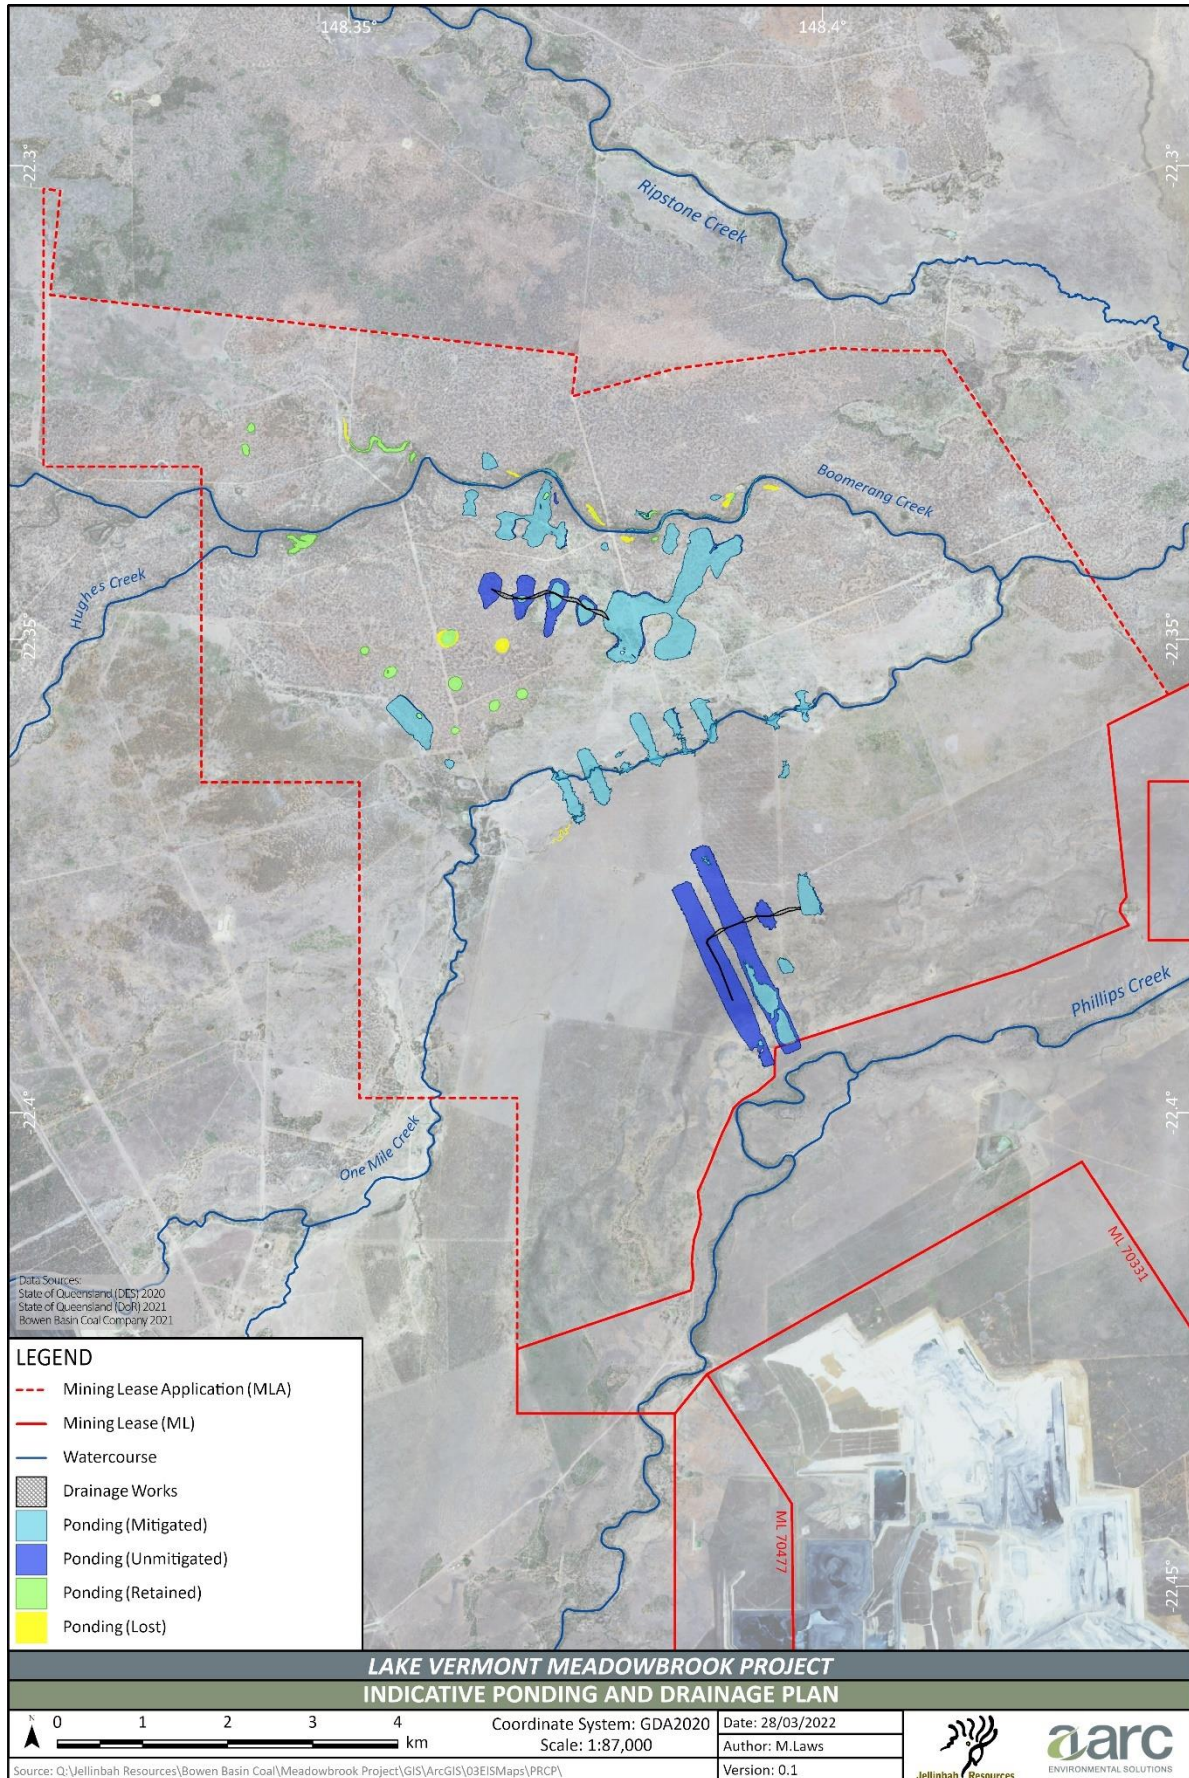 148.35°
148.4°
-22.3°
-22.3°
Ripstone Creek
Boomerang Creek
Hughes Creek
-22.35°
-22.35°
Phillips Creek
-22.4°
-22.4°
One Mile Creek
ML 70331
Data Sources:
State of Queensland (DES) 2020
State of Queensland (DoR) 2021
Bowen Basin Coal Company 2021
ML 70477
-22.45°
LEGEND
Mining Lease Application (MLA)
Mining Lease (ML)
Watercourse
Drainage Works
Ponding (Mitigated)
Ponding (Unmitigated)
Ponding (Retained)
Ponding (Lost)
LAKE VERMONT MEADOWBROOK PROJECT
INDICATIVE PONDING AND DRAINAGE PLAN
N
0 1 2 3 4
km
Coordinate System: GDA2020
Scale: 1:87,000
Date: 28/03/2022
Author: M.Laws
Version: 0.1
Source: Q:\Jellinbah Resources\Bowen Basin Coal\Meadowbrook Project\GIS\ArcGIS\03EISMaps\PRCP\
Jellinbah Resources
aarc
ENVIRONMENTAL SOLUTIONS